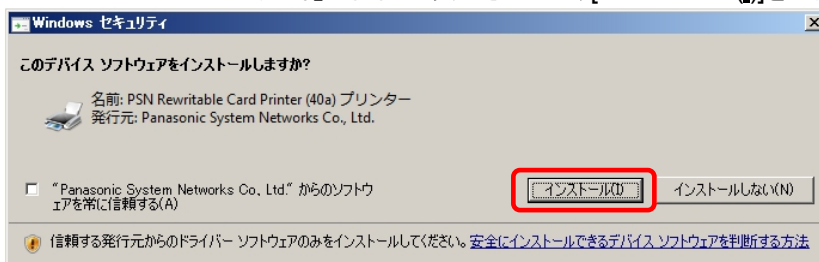 Windows セキュリティ
このデバイス ソフトウェアをインストールしますか?
名前: PSN Rewritable Card Printer (40a) プリンター
発行元: Panasonic System Networks Co., Ltd.
"Panasonic System Networks Co., Ltd." からのソフトウ
ェアを常に信頼する(A)
インストール(I)
インストールしない(N)
信頼する発行元からのドライバー ソフトウェアのみをインストールしてください。安全にインストールできるデバイス ソフトウェアを判断する方法